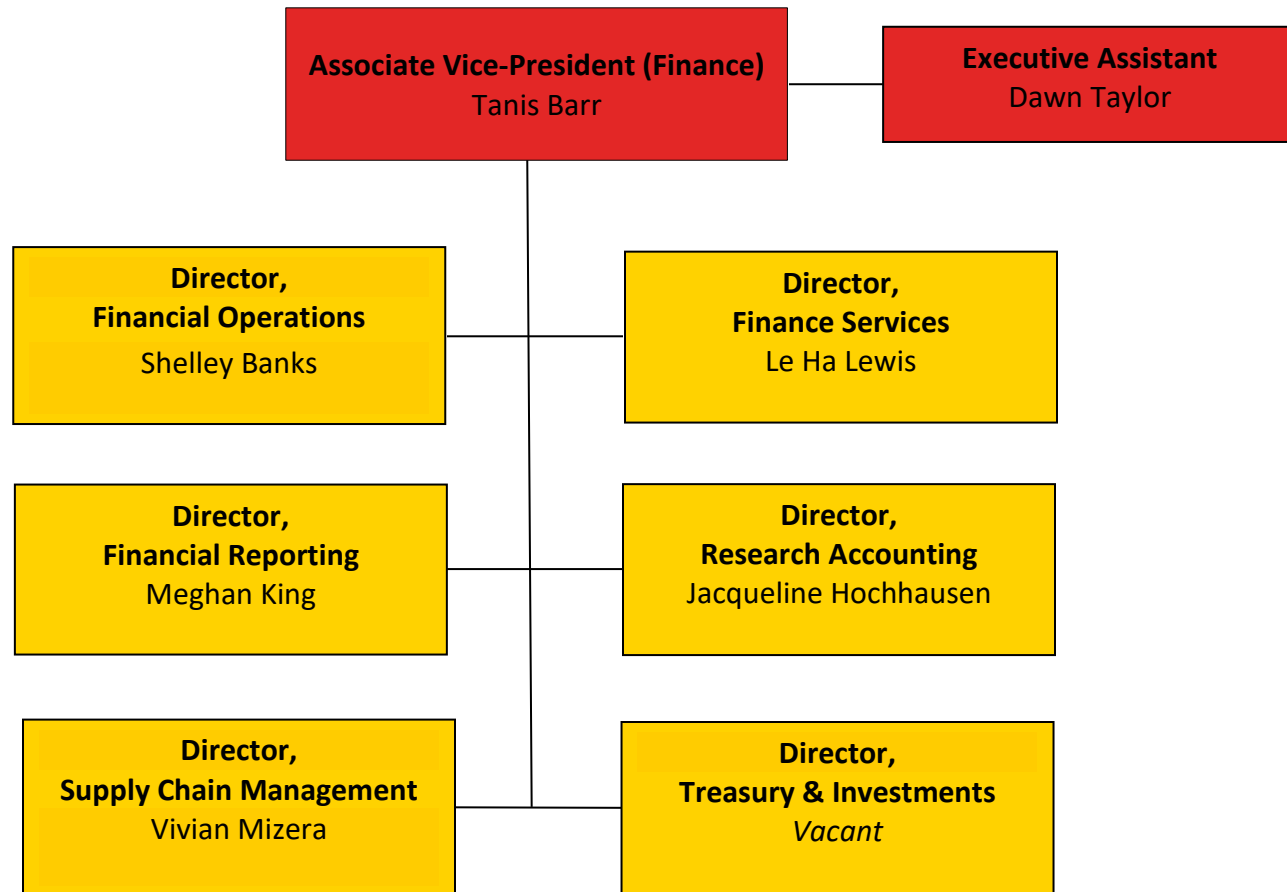 Associate Vice-President (Finance)
Tanis Barr
Executive Assistant
Dawn Taylor
Director,
Financial Operations
Shelley Banks
Director,
Finance Services
Le Ha Lewis
Director,
Financial Reporting
Meghan King
Director,
Research Accounting
Jacqueline Hochhausen
Director,
Supply Chain Management
Vivian Mizera
Director,
Treasury & Investments
Vacant